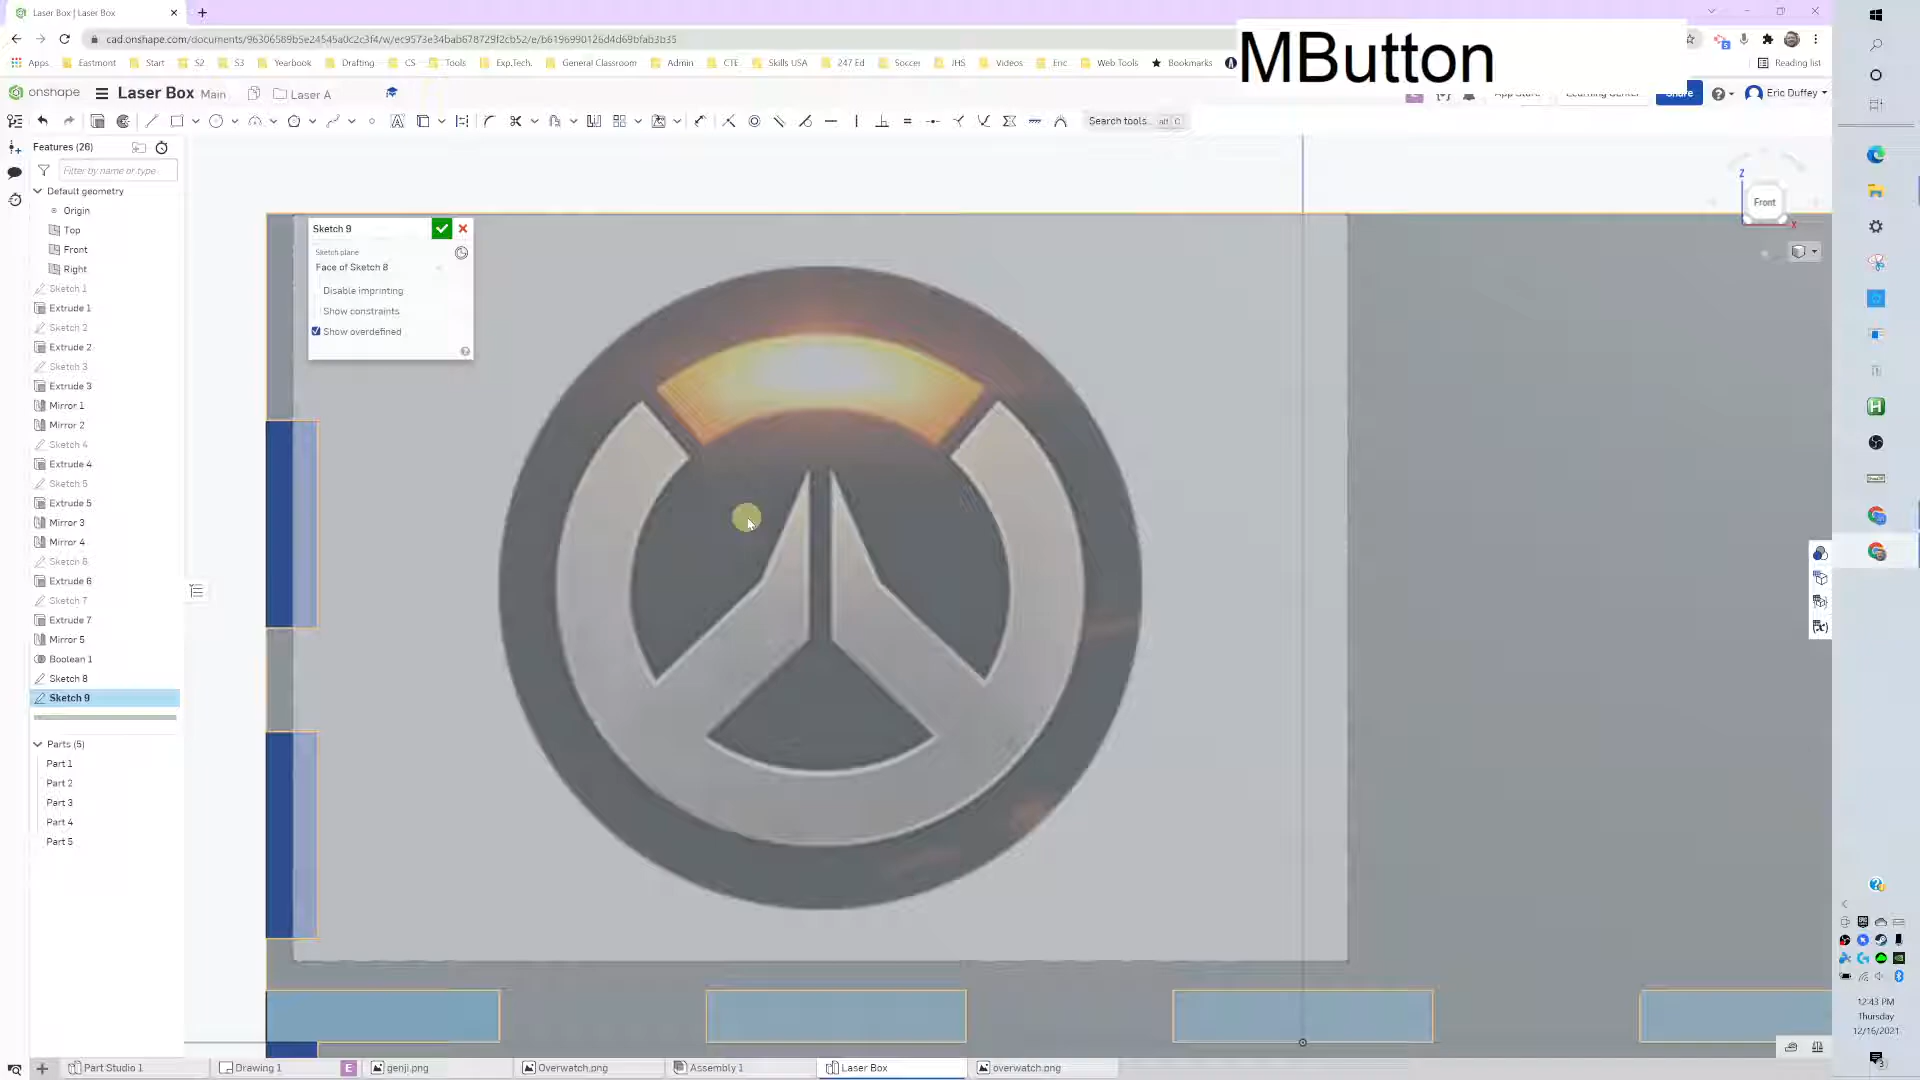 Laser Box | Laser Box
cad.onshape.com/documents/96306589b5e24545a0c2c3f4/w/ec9573e34bab678729f2cb52/e/b6196990126d4d69bfab3b35
MButton
Apps Eastmont Start S2 S3 Yearbook Drafting CS Tools Exp.Tech. General Classroom Admin CTE Skills USA 247 Ed Soccer JHS Videos Eric Web Tools Bookmarks Reading list
onshape Laser Box Main Laser A Share Eric Duffey
Search tools... alt C
Features (26)
Filter by name or type
Default geometry
Origin
Top
Front
Right
Sketch 1
Extrude 1
Sketch 2
Extrude 2
Sketch 3
Extrude 3
Mirror 1
Mirror 2
Sketch 4
Extrude 4
Sketch 5
Extrude 5
Mirror 3
Mirror 4
Sketch 6
Extrude 6
Sketch 7
Extrude 7
Mirror 5
Boolean 1
Sketch 8
Sketch 9
Parts (5)
Part 1
Part 2
Part 3
Part 4
Part 5
Sketch 9
Sketch plane
Face of Sketch 8
Disable imprinting
Show constraints
Show overdefined
Z
Front
X
Part Studio 1 Drawing 1 E genji.png Overwatch.png Assembly 1 Laser Box overwatch.png
12:43 PM
Thursday
12/16/2021